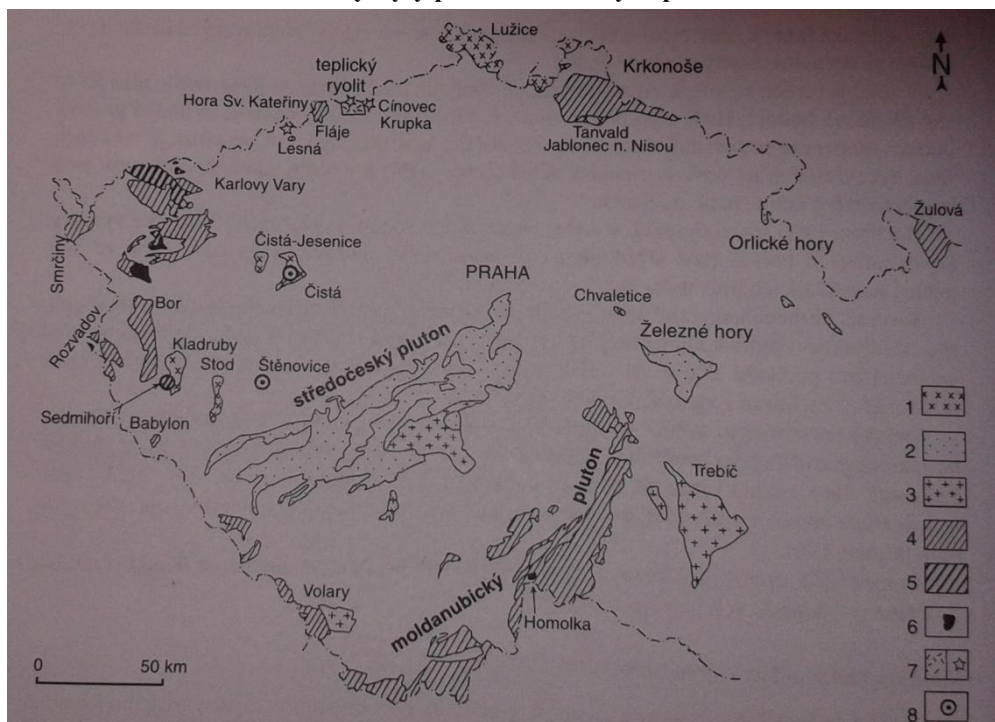 Lužice
teplický
ryolit
Krkonoše
N
Hora Sv. Kateřiny
Cínovec
Krupka
Fláje
Lesná
Tanvald
Jablonec n. Nisou
Karlovy Vary
Žulová
Orlické hory
Smrčiny
Čistá-Jesenice
Čistá
PRAHA
Chvaletice
Bor
Železné hory
Rozvadov
Kladruby
Stod
Štěnovice
středočeský pluton
Sedmihoří
Babylon
1
2
Třebíč
3
pluton
4
5
Volary
moldanubický
Homolka
6
0
50 km
7
8